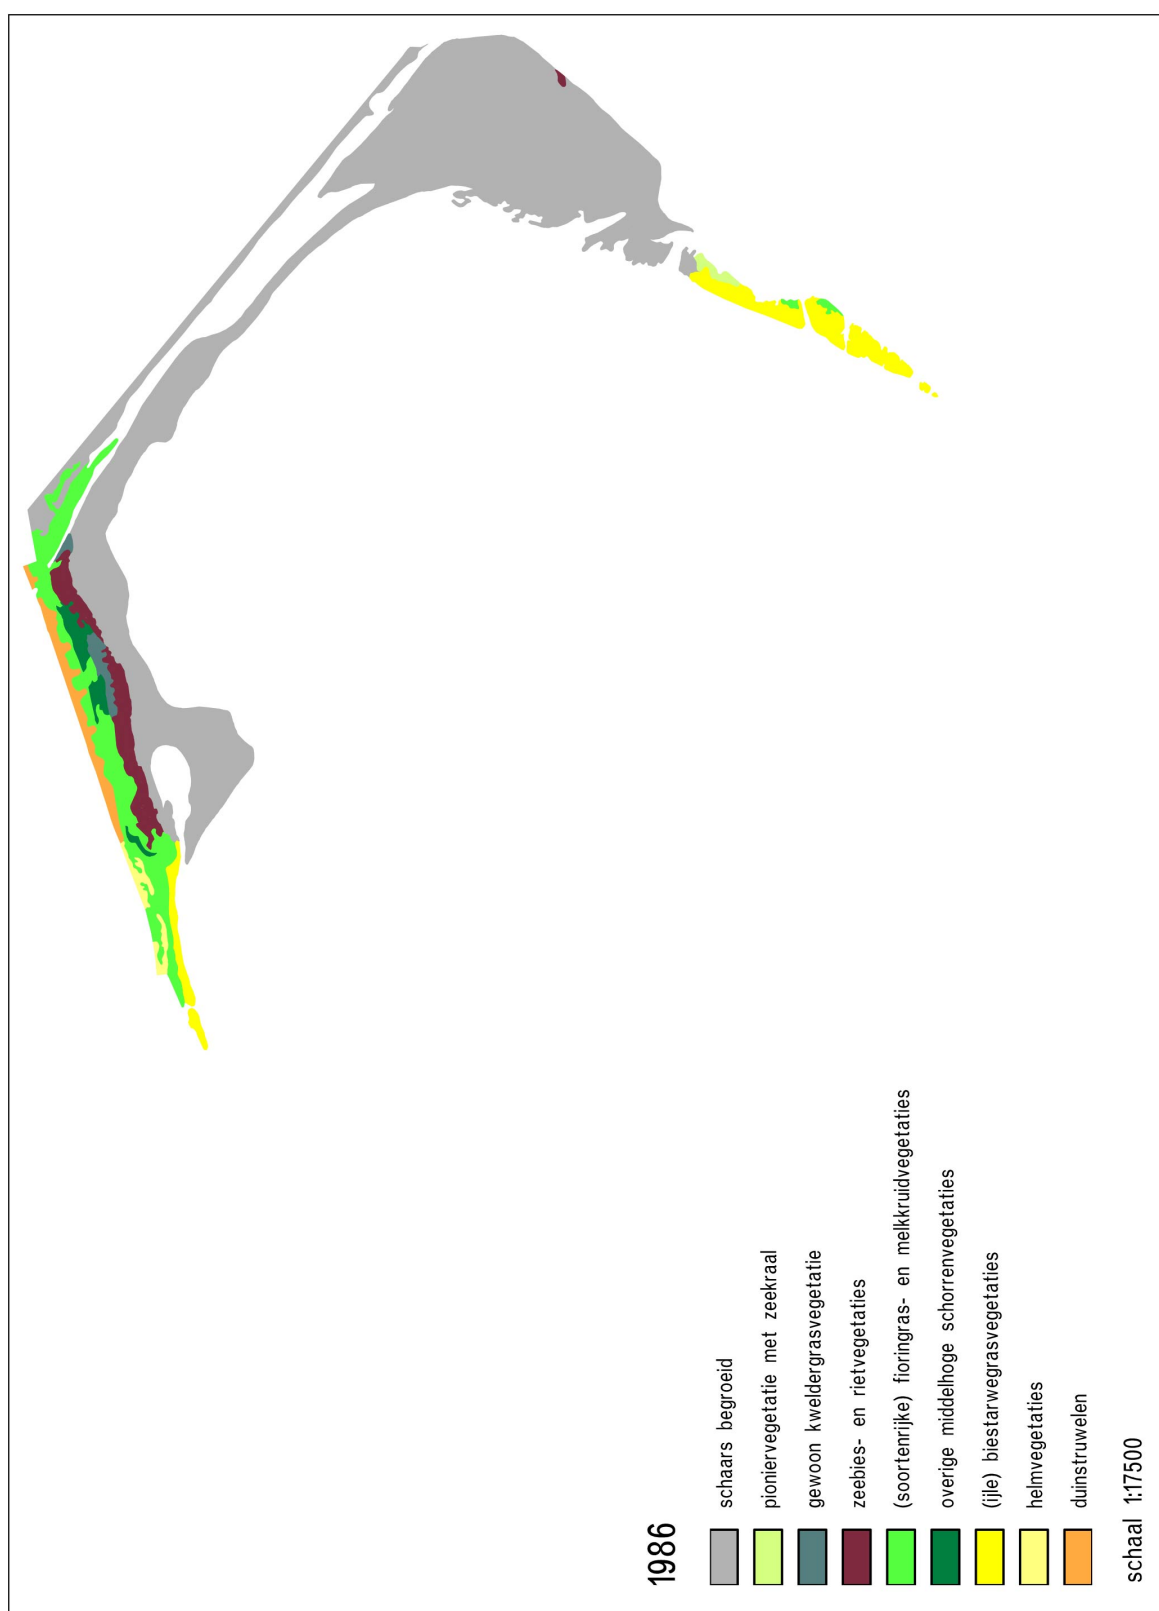 1986
schaars begroeid
pioniervegetatie met zeekraal
gewoon kweldergrasvegetatie
zeebies- en rietvegetaties
(soortenrijke) fioringras- en melkkruidvegetaties
overige middelhoge schorrenvegetaties
(ijle) biestarwegrasvegetaties
helmvegetaties
duinstruwelen
schaal 1:17500